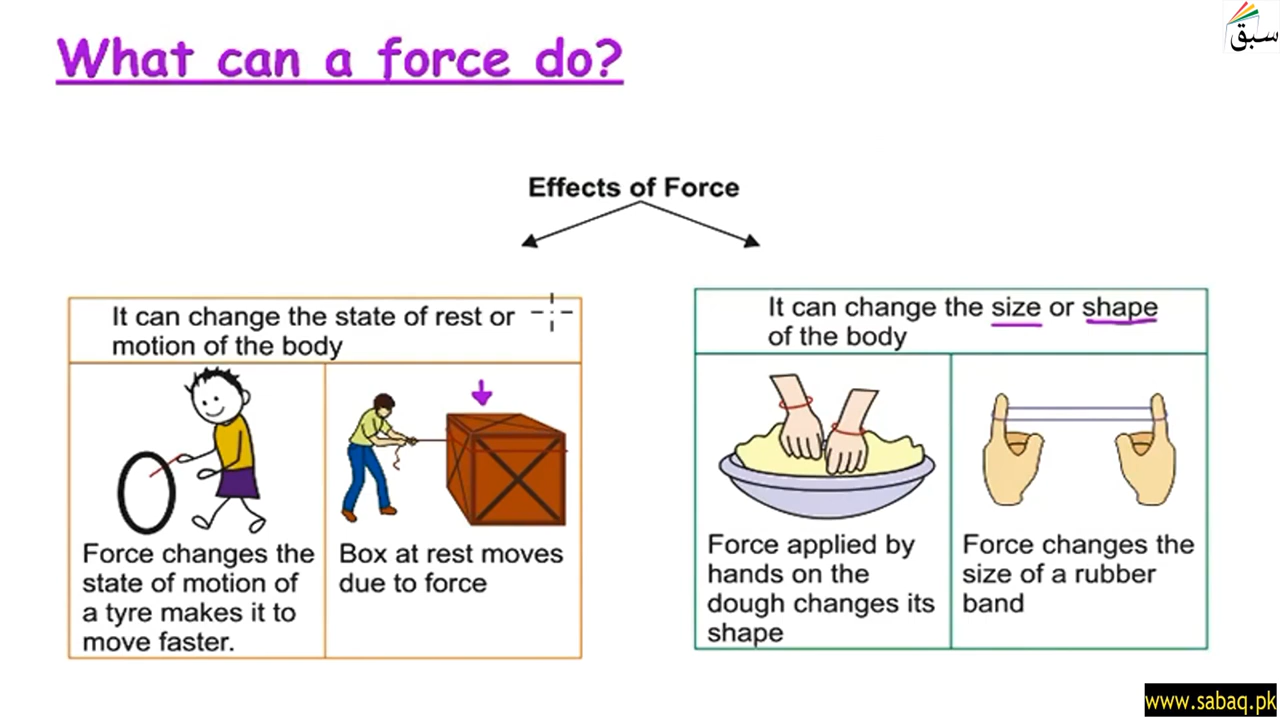 سبق
What can a force do?
Effects of Force
It can change the state of rest or
motion of the body
Force changes the
state of motion of
a tyre makes it to
move faster.
Box at rest moves
due to force
It can change the size or shape
of the body
Force applied by
hands on the
dough changes its
shape
Force changes the
size of a rubber
band
www.sabaq.pk